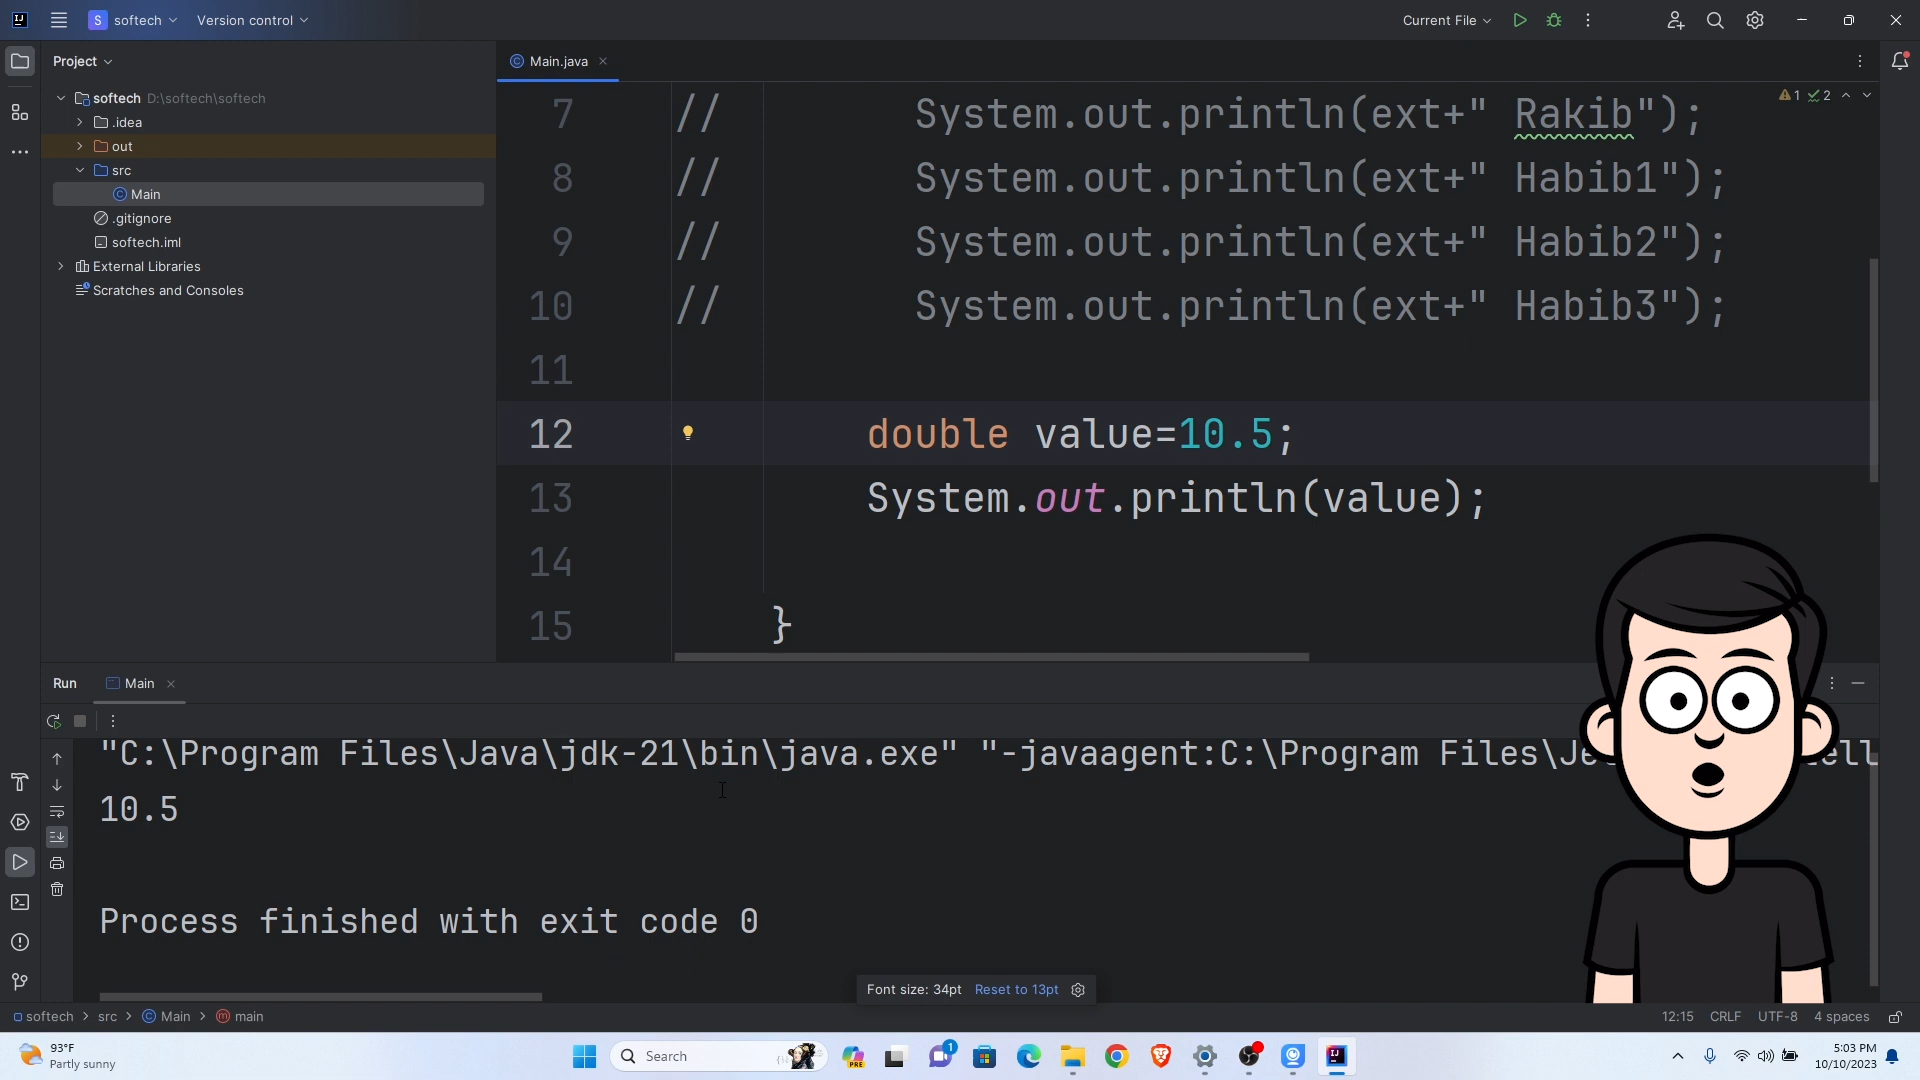 S softech Version control Current File
Project
Main.java
softech D:\softech\softech
.idea
out
src
Main
.gitignore
softech.iml
External Libraries
Scratches and Consoles
1 2
7 // System.out.println(ext+" Rakib");
8 // System.out.println(ext+" Habib1");
9 // System.out.println(ext+" Habib2");
10 // System.out.println(ext+" Habib3");
11
12 double value=10.5;
13 System.out.println(value);
14
15 }
Run Main
"C:\Program Files\Java\jdk-21\bin\java.exe" "-javaagent:C:\Program Files\
10.5
Process finished with exit code 0
Font size: 34pt Reset to 13pt
softech > src > Main > main 12:15 CRLF UTF-8 4 spaces
93°F
Partly sunny
Search
PRE
1
5:03 PM
10/10/2023